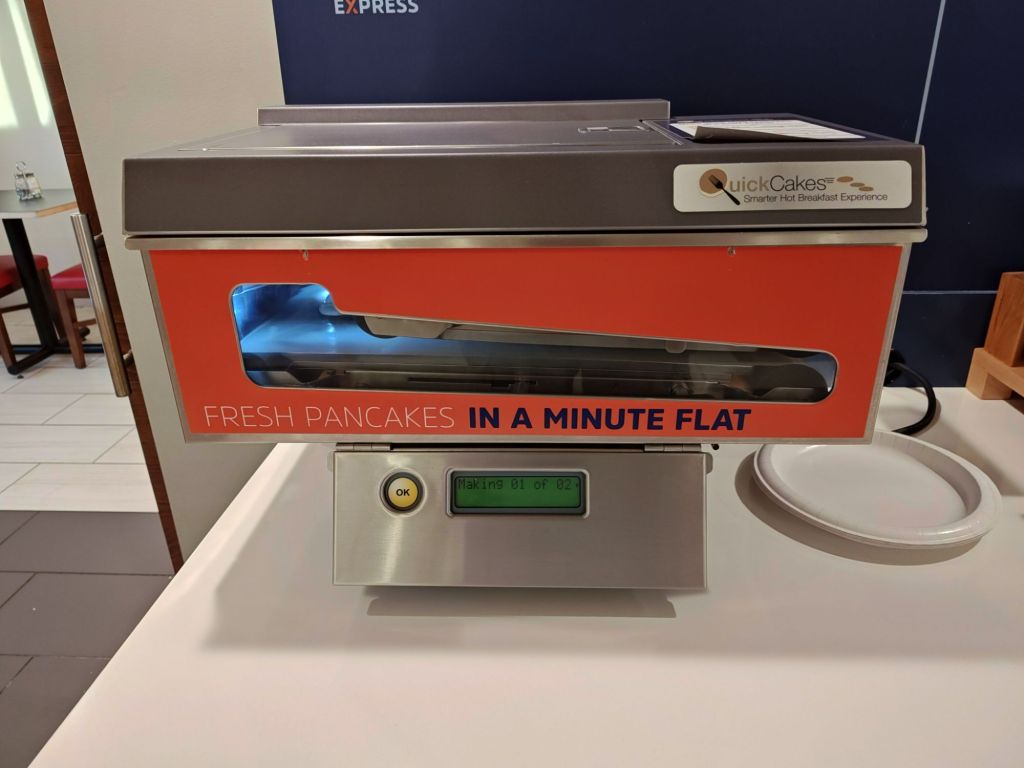 EXPRESS
QuickCakes
Smarter Hot Breakfast Experience
FRESH PANCAKES IN A MINUTE FLAT
OK
Making 01 of 02